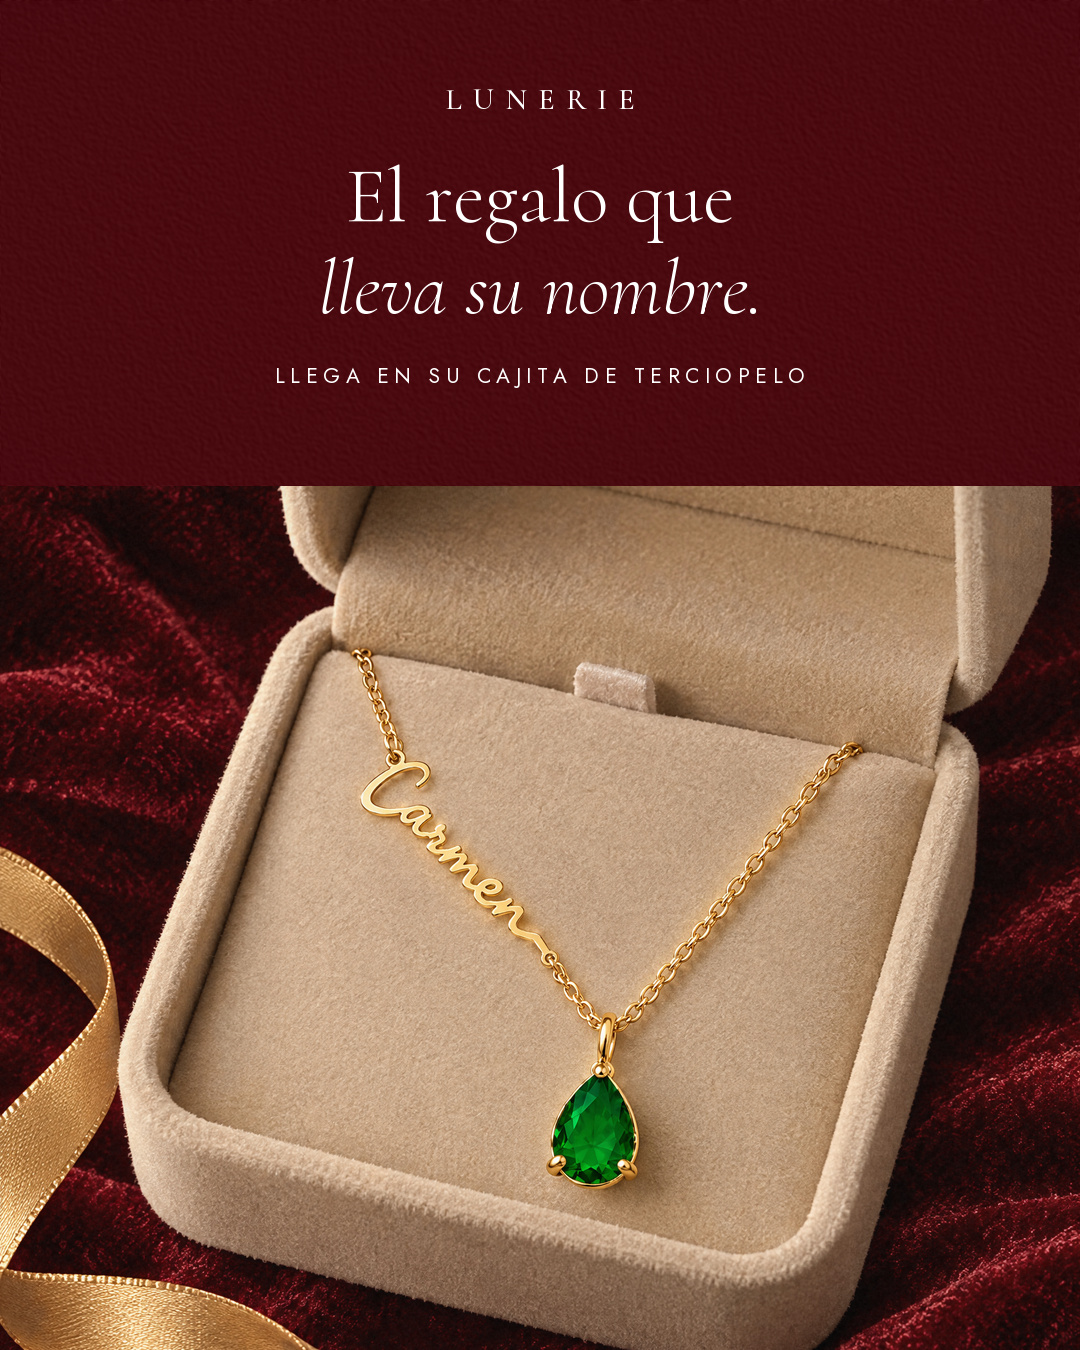 LUNERIE
El regalo que
lleva su nombre.
LLEGA EN SU CAJITA DE TERCIOPELO
Carmen